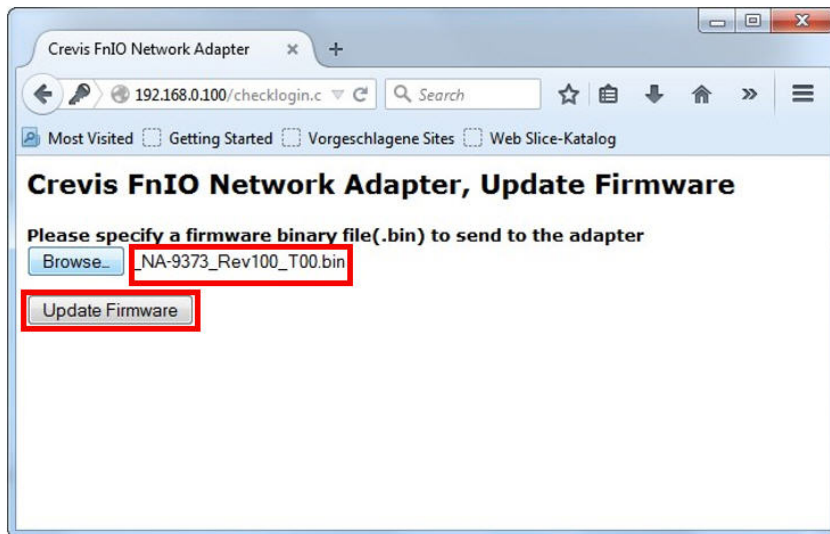 Crevis FnIO Network Adapter
192.168.0.100/checklogin.c Search
Most Visited Getting Started Vorgeschlagene Sites Web Slice-Katalog
Crevis FnIO Network Adapter, Update Firmware
Please specify a firmware binary file(.bin) to send to the adapter
Browse… _NA-9373_Rev100_T00.bin
Update Firmware